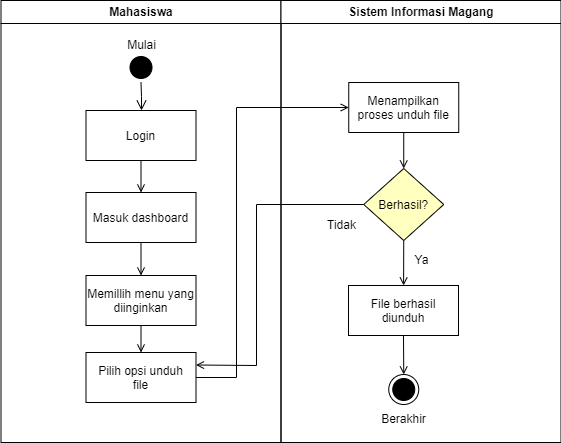 Mahasiswa
Sistem Informasi Magang
Mulai
Login
Masuk dashboard
Memillih menu yang
diinginkan
Pilih opsi unduh
file
Menampilkan
proses unduh file
Berhasil?
Tidak
Ya
File berhasil
diunduh
Berakhir